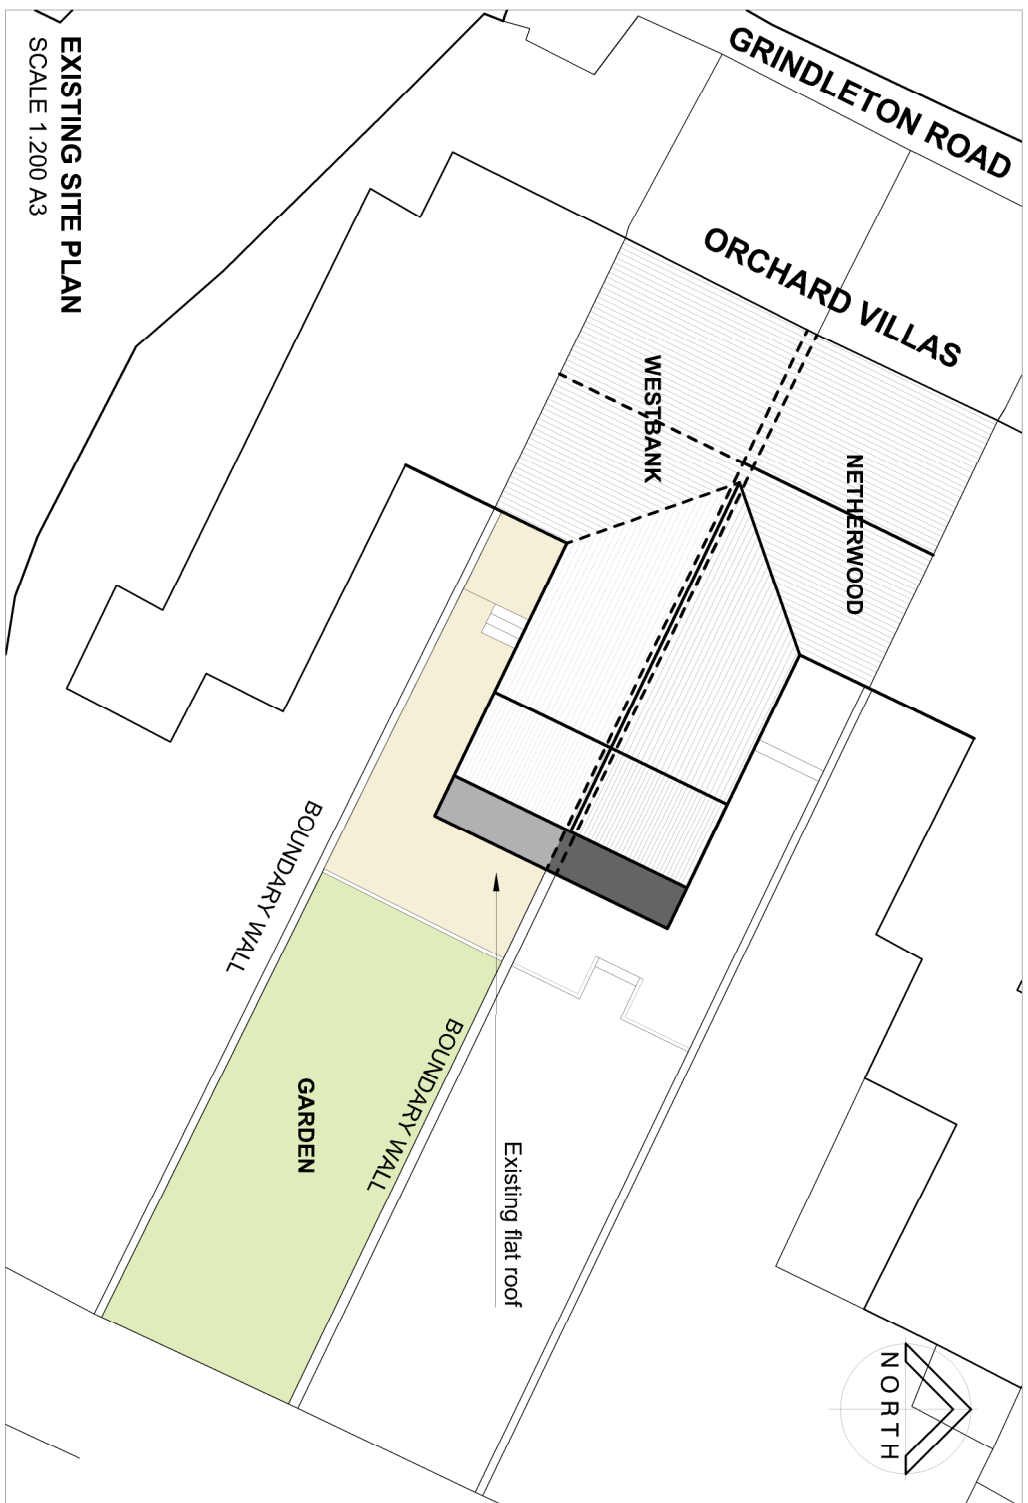 GRINDLETON ROAD
ORCHARD VILLAS
WESTBANK
NETHERWOOD
BOUNDARY WALL
BOUNDARY WALL
GARDEN
Existing flat roof
NORTH
EXISTING SITE PLAN
SCALE 1.200 A3